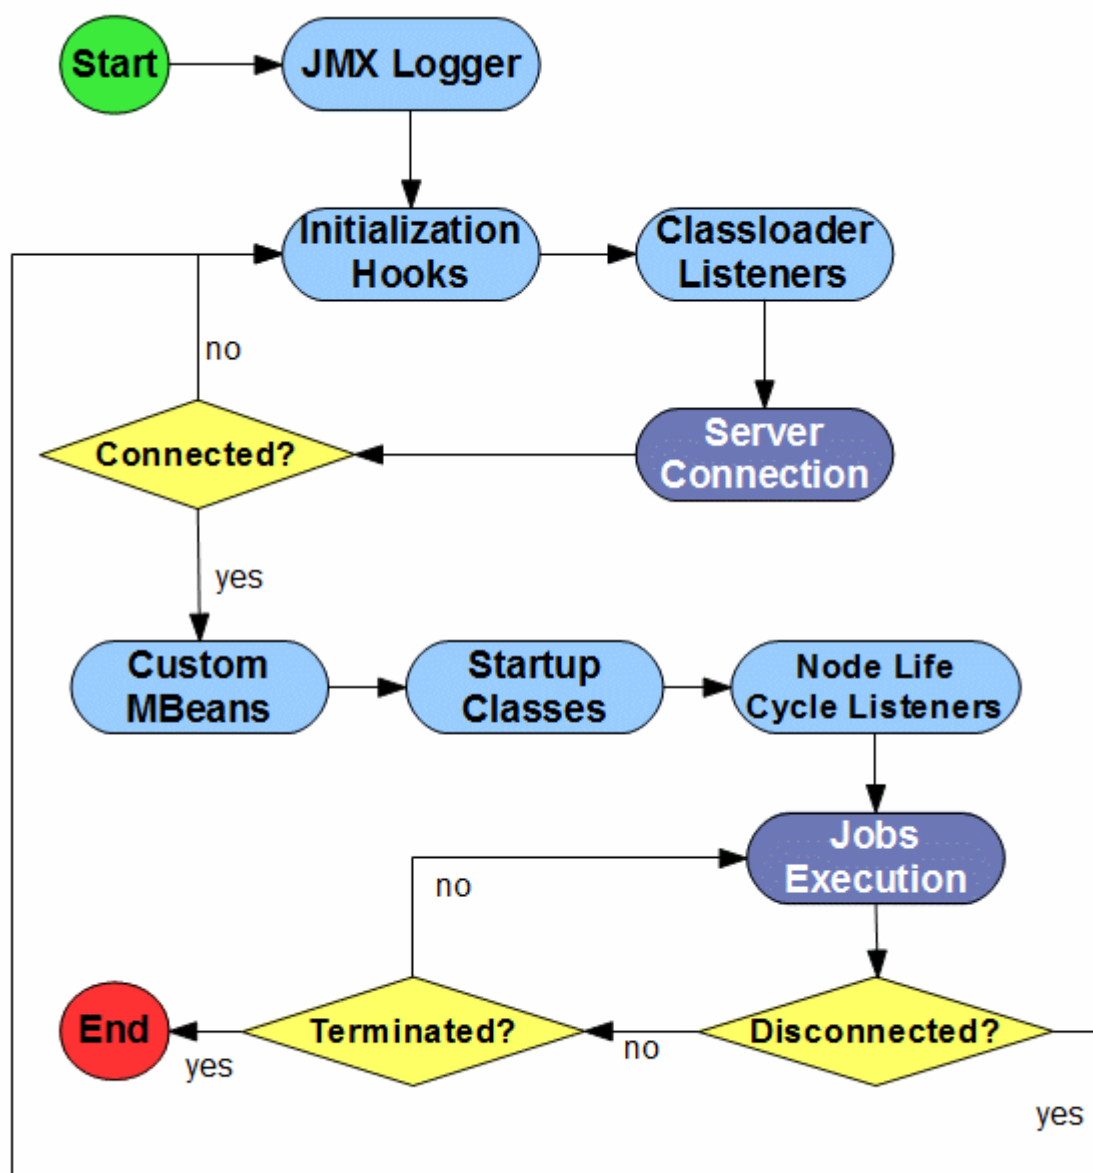 Start
JMX Logger
Initialization
Hooks
Classloader
Listeners
no
Connected?
Server
Connection
yes
Custom
MBeans
Startup
Classes
Node Life
Cycle Listeners
Jobs
Execution
no
End
Terminated?
Disconnected?
yes
no
yes